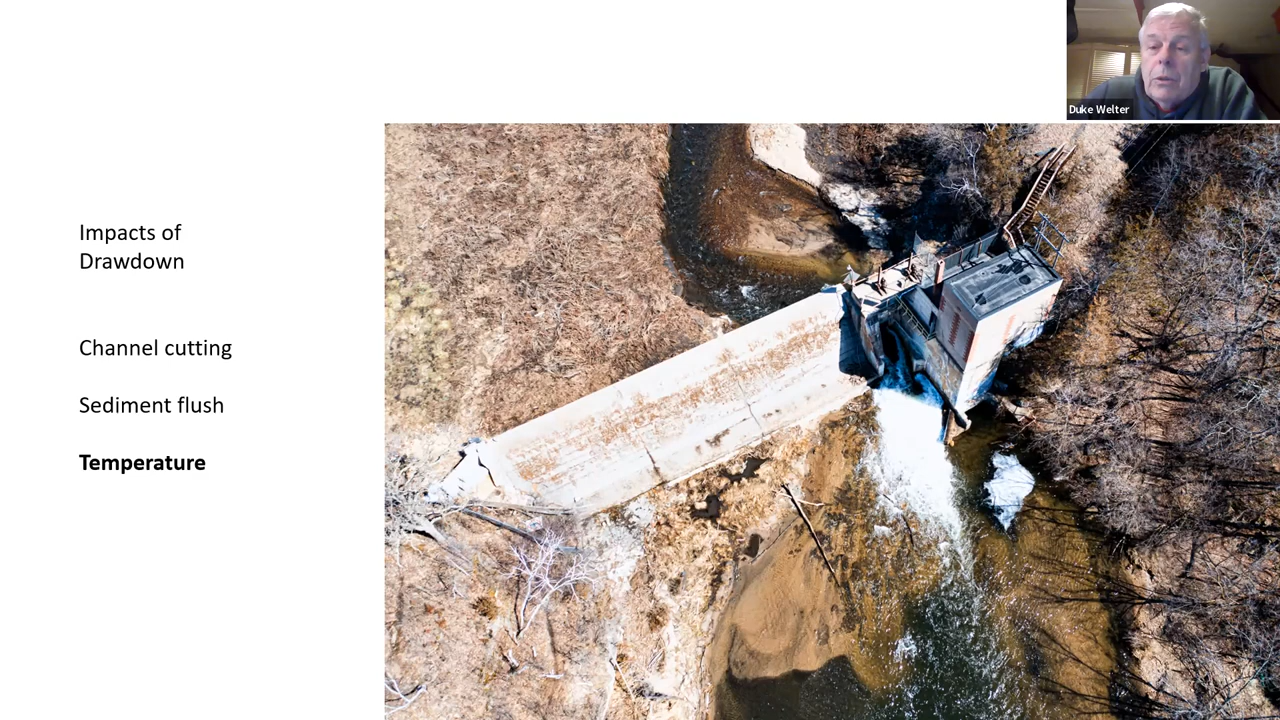 Duke Welter
Impacts of
Drawdown
Channel cutting
Sediment flush
Temperature